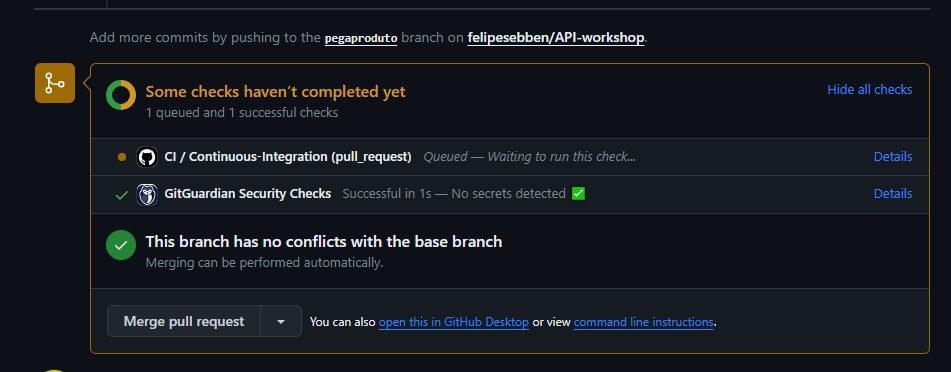 Add more commits by pushing to the pegaproduto branch on felipesebben/API-workshop.
Some checks haven't completed yet
Hide all checks
1 queued and 1 successful checks
CI / Continuous-Integration (pull_request) Queued — Waiting to run this check... Details
GitGuardian Security Checks Successful in 1s — No secrets detected ✅ Details
This branch has no conflicts with the base branch
Merging can be performed automatically.
Merge pull request You can also open this in GitHub Desktop or view command line instructions.